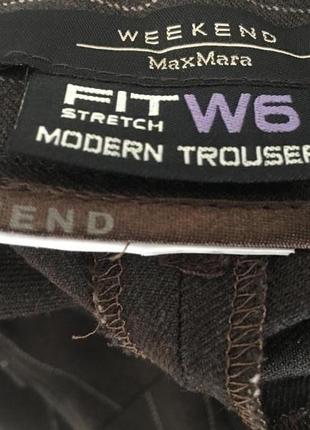 WEEKEND
MaxMara
FIT W6
STRETCH
MODERN TROUSER
END